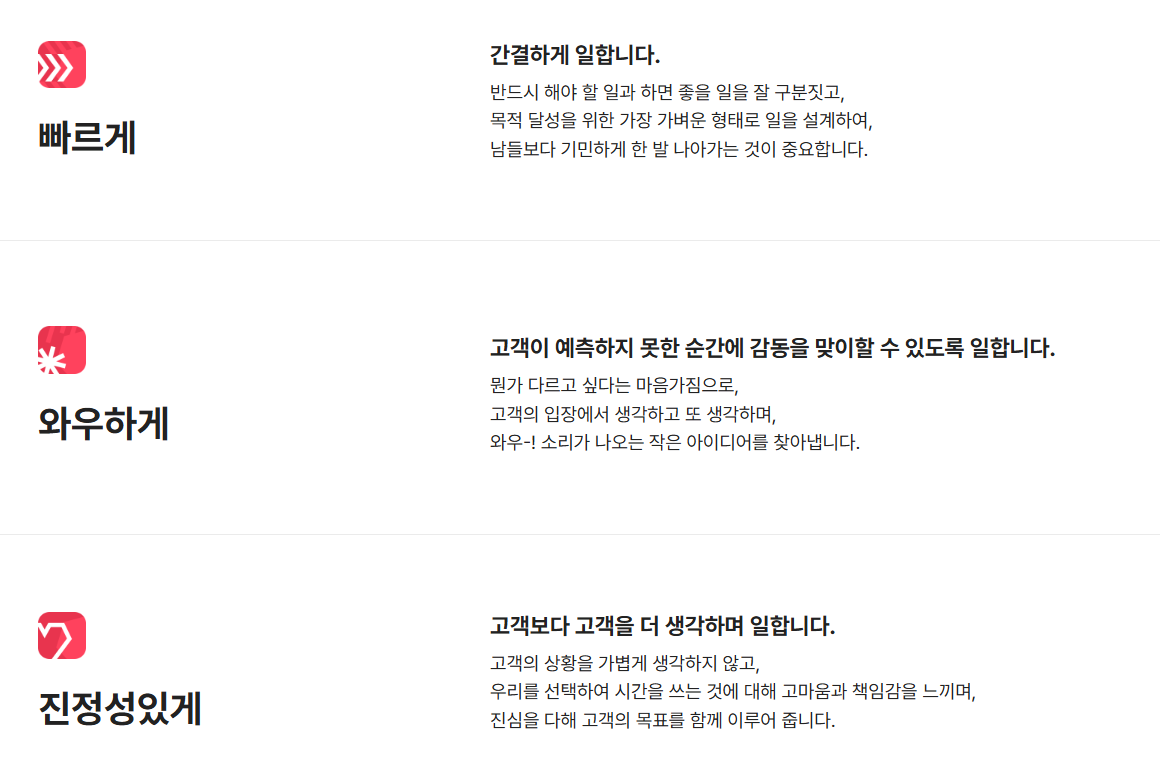 빠르게
간결하게 일합니다.
반드시 해야 할 일과 하면 좋을 일을 잘 구분짓고,
목적 달성을 위한 가장 가벼운 형태로 일을 설계하여,
남들보다 기민하게 한 발 나아가는 것이 중요합니다.
와우하게
고객이 예측하지 못한 순간에 감동을 맞이할 수 있도록 일합니다.
뭔가 다르고 싶다는 마음가짐으로,
고객의 입장에서 생각하고 또 생각하며,
와우-! 소리가 나오는 작은 아이디어를 찾아냅니다.
진정성있게
고객보다 고객을 더 생각하며 일합니다.
고객의 상황을 가볍게 생각하지 않고,
우리를 선택하여 시간을 쓰는 것에 대해 고마움과 책임감을 느끼며,
진심을 다해 고객의 목표를 함께 이루어 줍니다.